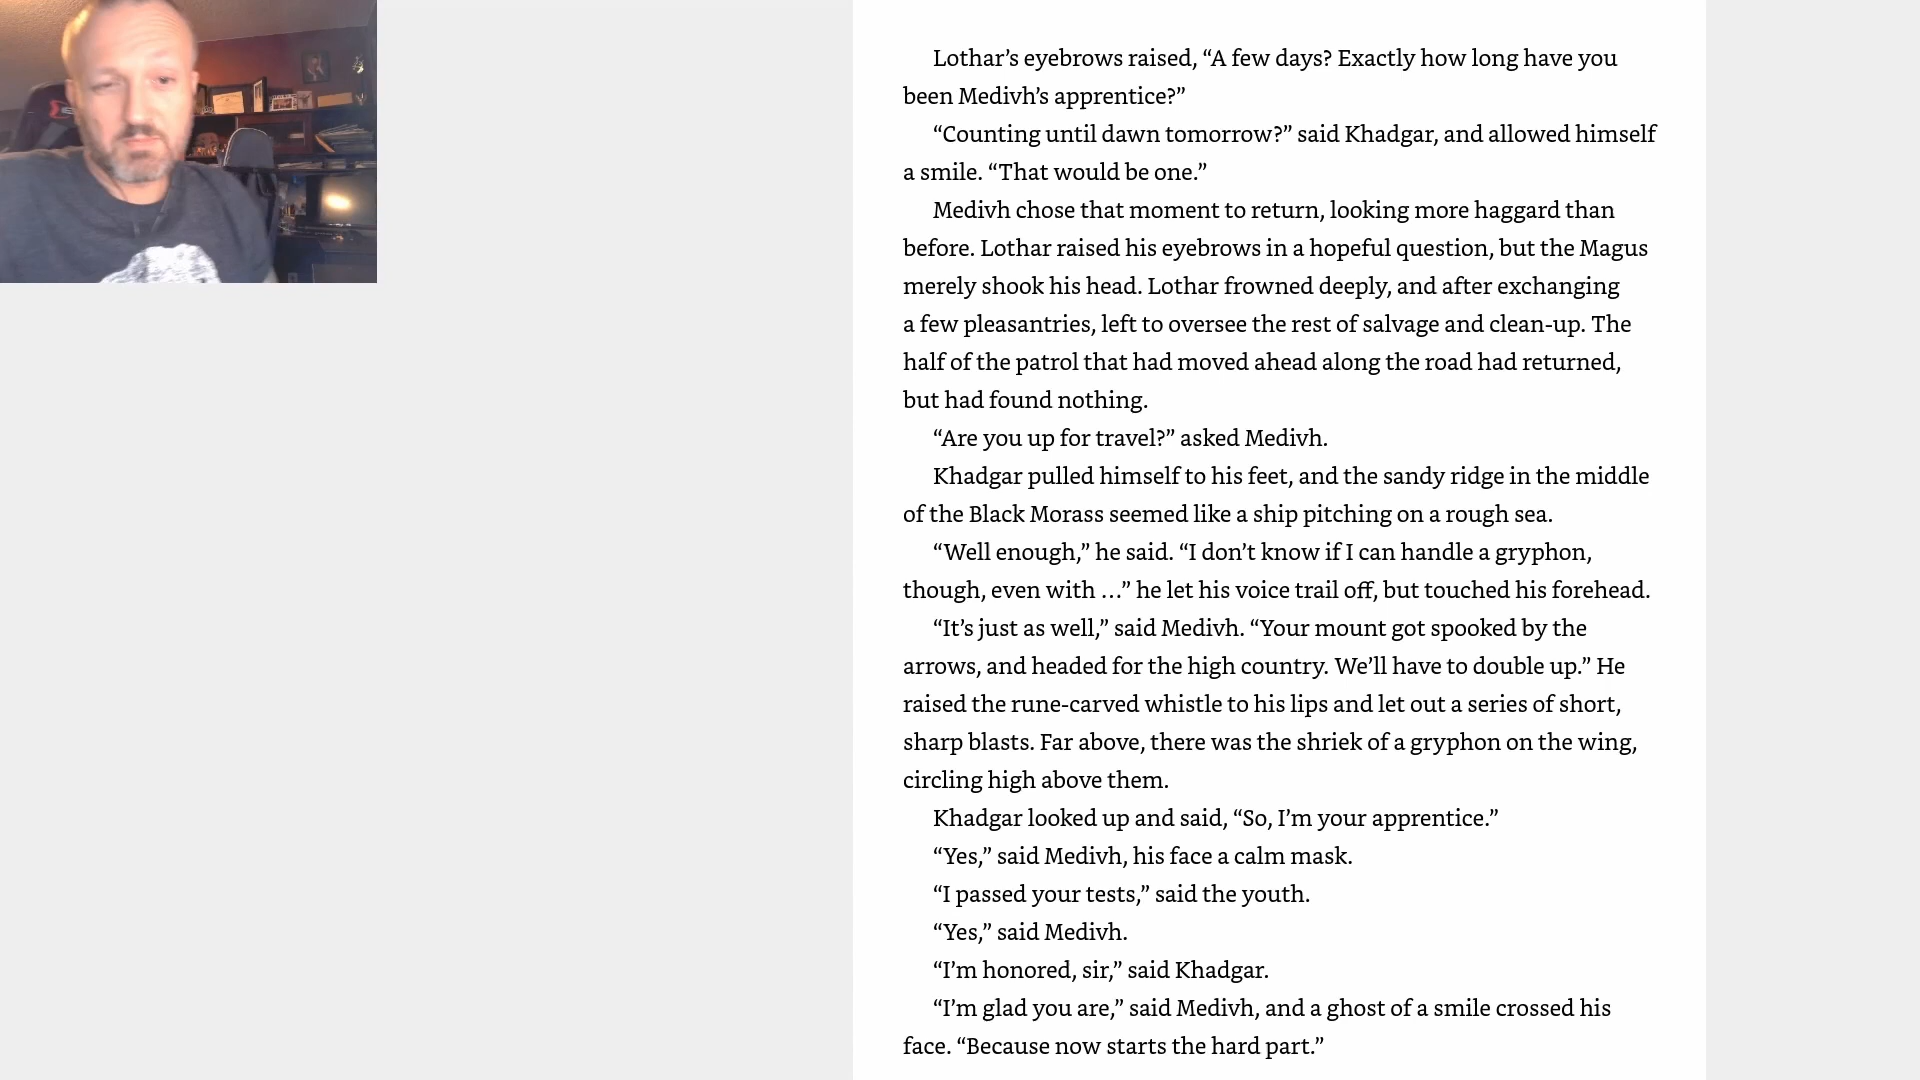 Lothar’s eyebrows raised, “A few days? Exactly how long have you
been Medivh’s apprentice?”
“Counting until dawn tomorrow?” said Khadgar, and allowed himself
a smile. “That would be one.”
Medivh chose that moment to return, looking more haggard than
before. Lothar raised his eyebrows in a hopeful question, but the Magus
merely shook his head. Lothar frowned deeply, and after exchanging
a few pleasantries, left to oversee the rest of salvage and clean-up. The
half of the patrol that had moved ahead along the road had returned,
but had found nothing.
“Are you up for travel?” asked Medivh.
Khadgar pulled himself to his feet, and the sandy ridge in the middle
of the Black Morass seemed like a ship pitching on a rough sea.
“Well enough,” he said. “I don’t know if I can handle a gryphon,
though, even with …” he let his voice trail off, but touched his forehead.
“It’s just as well,” said Medivh. “Your mount got spooked by the
arrows, and headed for the high country. We’ll have to double up.” He
raised the rune-carved whistle to his lips and let out a series of short,
sharp blasts. Far above, there was the shriek of a gryphon on the wing,
circling high above them.
Khadgar looked up and said, “So, I’m your apprentice.”
“Yes,” said Medivh, his face a calm mask.
“I passed your tests,” said the youth.
“Yes,” said Medivh.
“I’m honored, sir,” said Khadgar.
“I’m glad you are,” said Medivh, and a ghost of a smile crossed his
face. “Because now starts the hard part.”